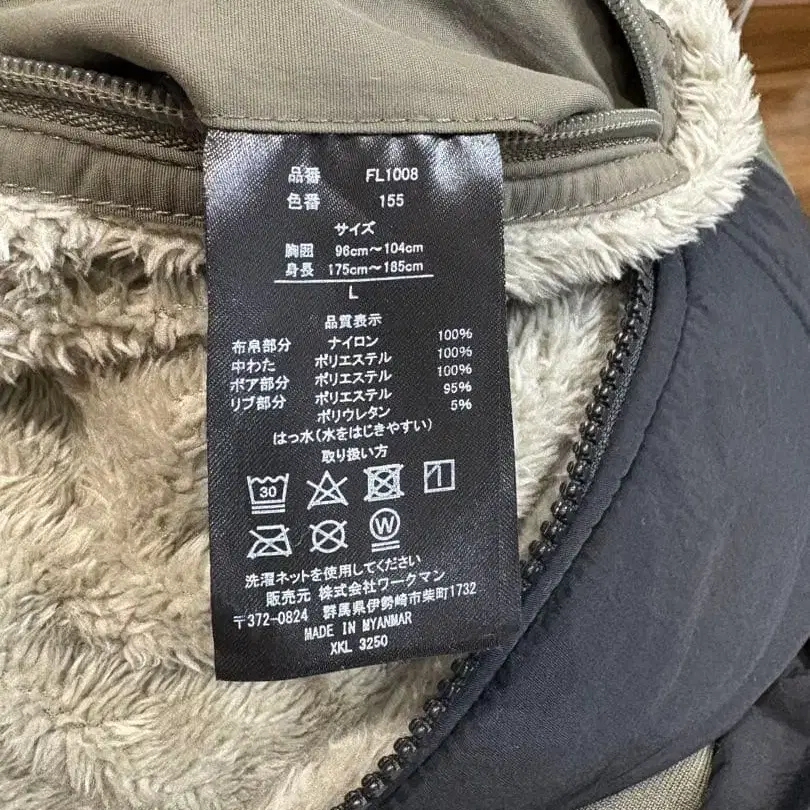 品番 FL1008
色番 155
サイズ
胸囲 96cm～104cm
身長 175cm～185cm
L
品質表示
布帛部分 ナイロン 100%
中わた ポリエステル 100%
ボア部分 ポリエステル 100%
リブ部分 ポリエステル 95%
ポリウレタン 5%
はっ水(水をはじきやすい)
取り扱い方
30
W
洗濯ネットを使用してください
販売元 株式会社ワークマン
〒372-0824 群馬県伊勢崎市柴町1732
MADE IN MYANMAR
XKL 3250